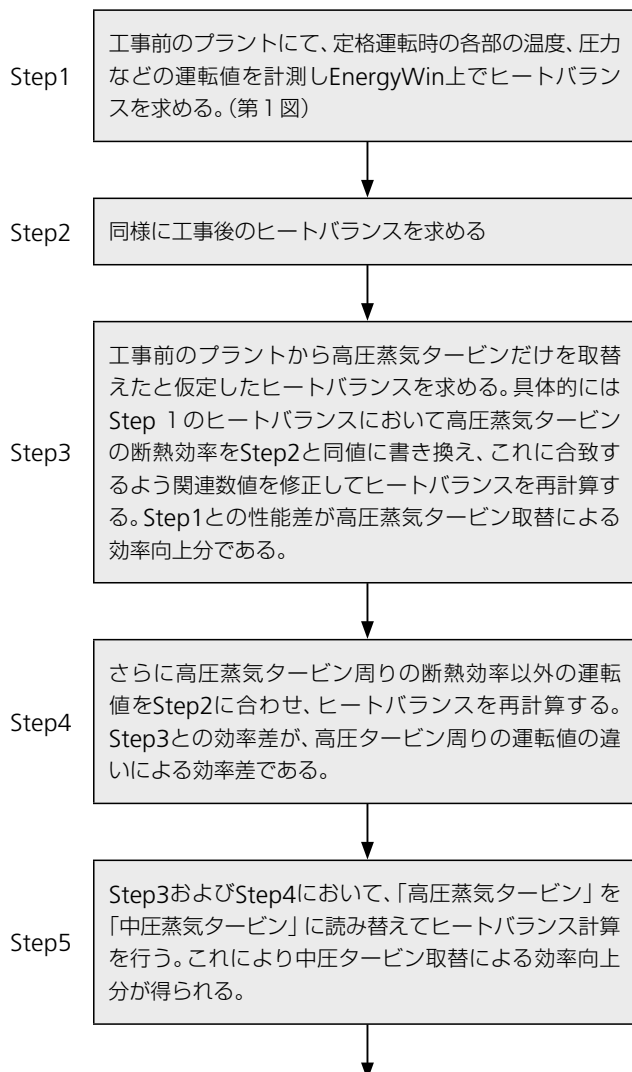 Step1
工事前のプラントにて、定格運転時の各部の温度、圧力
などの運転値を計測しEnergyWin上でヒートバラン
スを求める。(第1図)
Step2
同様に工事後のヒートバランスを求める
Step3
工事前のプラントから高圧蒸気タービンだけを取替
えたと仮定したヒートバランスを求める。具体的には
Step 1のヒートバランスにおいて高圧蒸気タービン
の断熱効率をStep2と同値に書き換え、これに合致す
るよう関連数値を修正してヒートバランスを再計算す
る。Step1との性能差が高圧蒸気タービン取替による
効率向上分である。
Step4
さらに高圧蒸気タービン周りの断熱効率以外の運転
値をStep2に合わせ、ヒートバランスを再計算する。
Step3との効率差が、高圧タービン周りの運転値の違
いによる効率差である。
Step5
Step3およびStep4において、「高圧蒸気タービン」を
「中圧蒸気タービン」に読み替えてヒートバランス計算
を行う。これにより中圧タービン取替による効率向上
分が得られる。